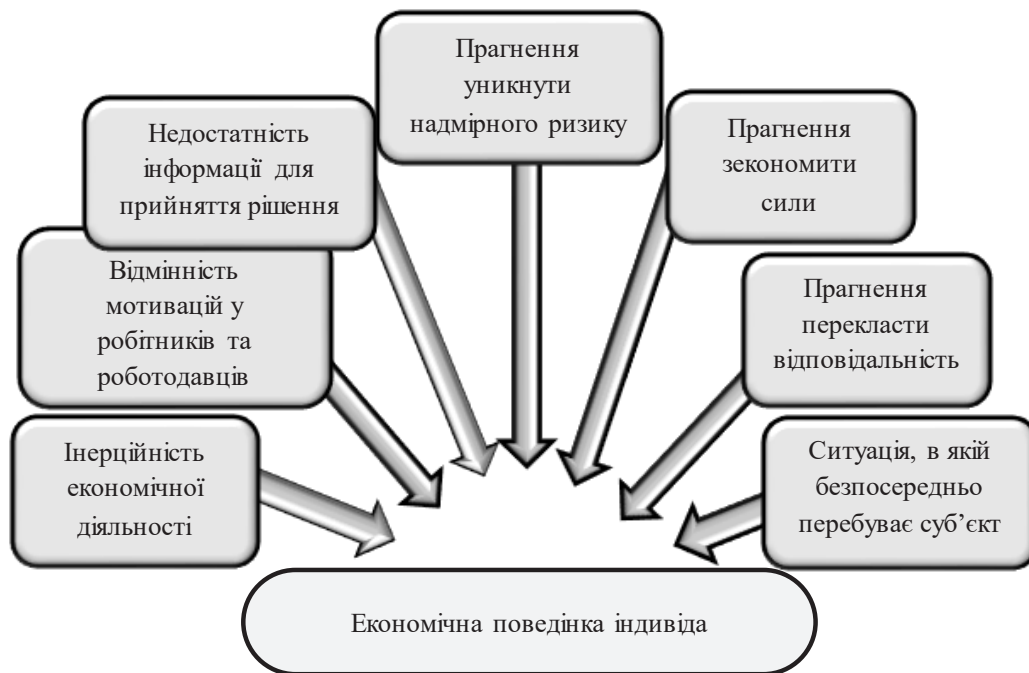 Прагнення
уникнути
надмірного ризику
Недостатність
інформації для
прийняття рішення
Прагнення
зекономити
сили
Відмінність
мотивацій у
робітників та
роботодавців
Прагнення
перекласти
відповідальність
Інерційність
економічної
діяльності
Ситуація, в якій
безпосередньо
перебуває суб’єкт
Економічна поведінка індивіда